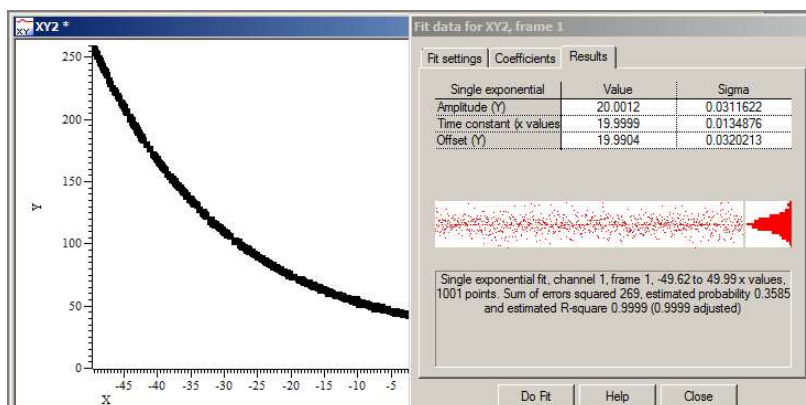 XY2 *
250
200
150
100
50
0
Y
-45 -40 -35 -30 -25 -20 -15 -10 -5
X
Fit data for XY2, frame 1
Fit settings Coefficients Results
Single exponential Value Sigma
Amplitude (Y) 20.0012 0.0311622
Time constant (x values 19.9999 0.0134876
Offset (Y) 19.9904 0.0320213
Single exponential fit, channel 1, frame 1, -49.62 to 49.99 x values,
1001 points. Sum of errors squared 269, estimated probability 0.3585
and estimated R-square 0.9999 (0.9999 adjusted)
Do Fit Help Close